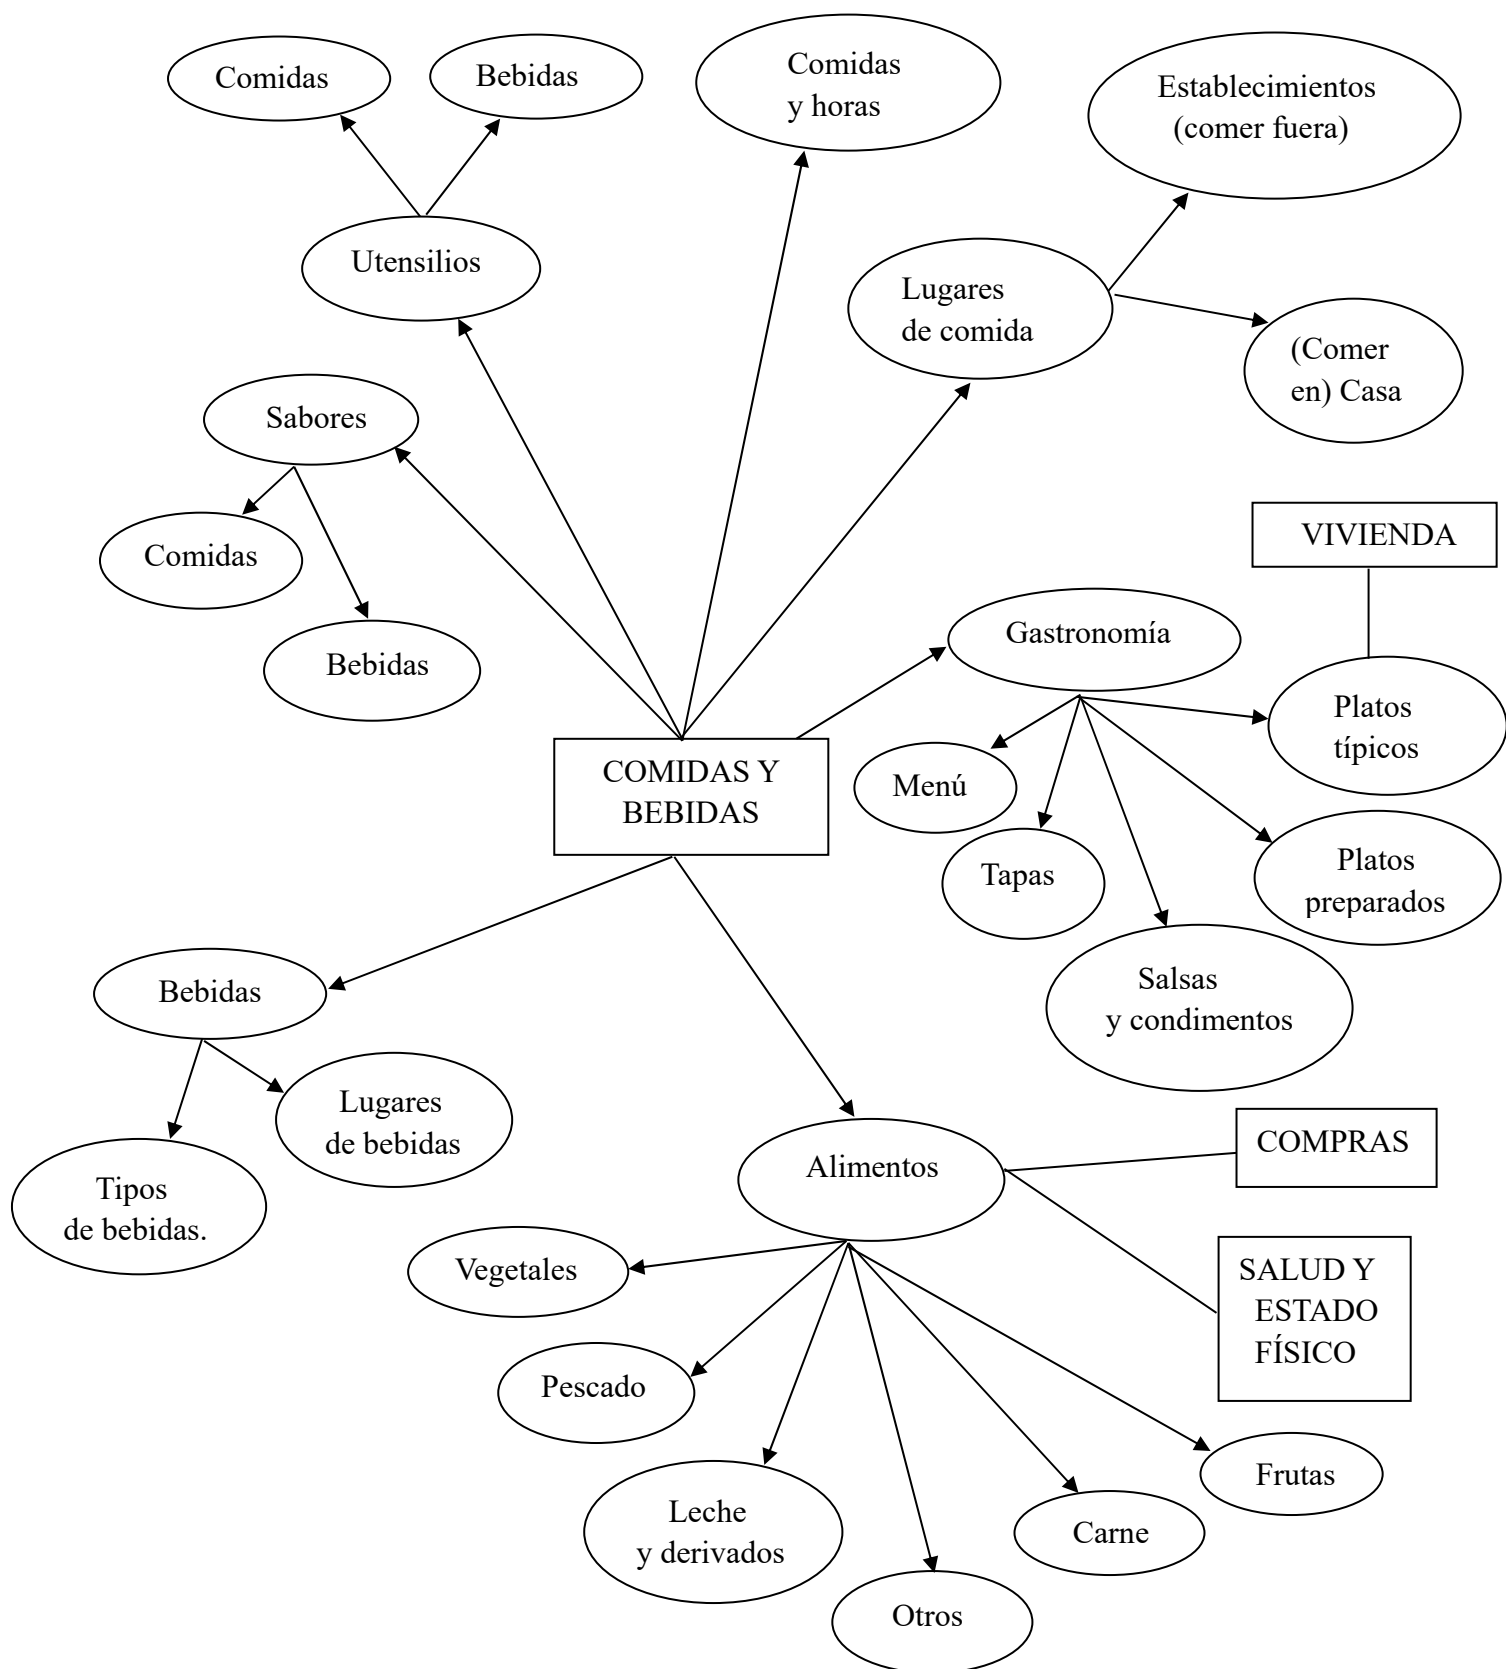 Comidas
Bebidas
Comidas
y horas
Establecimientos
(comer fuera)
Utensilios
Lugares
de comida
(Comer
en) Casa
Sabores
Comidas
Bebidas
VIVIENDA
Gastronomía
Platos
típicos
COMIDAS Y
BEBIDAS
Menú
Tapas
Platos
preparados
Salsas
y condimentos
Bebidas
Lugares
de bebidas
Tipos
de bebidas.
Alimentos
COMPRAS
SALUD Y
ESTADO
FÍSICO
Vegetales
Pescado
Leche
y derivados
Otros
Carne
Frutas